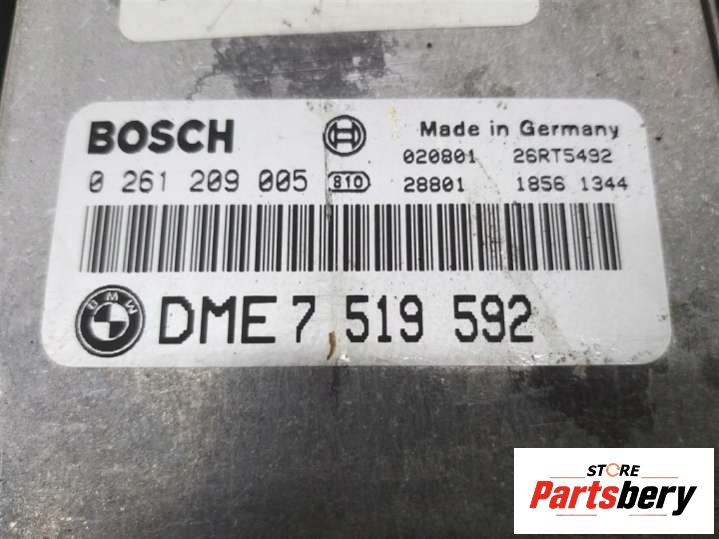 BOSCH
Made in Germany
020801 26RT5492
0 261 209 005 810 28801 1856 1344
BMW DME 7 519 592
STORE
Partsbery